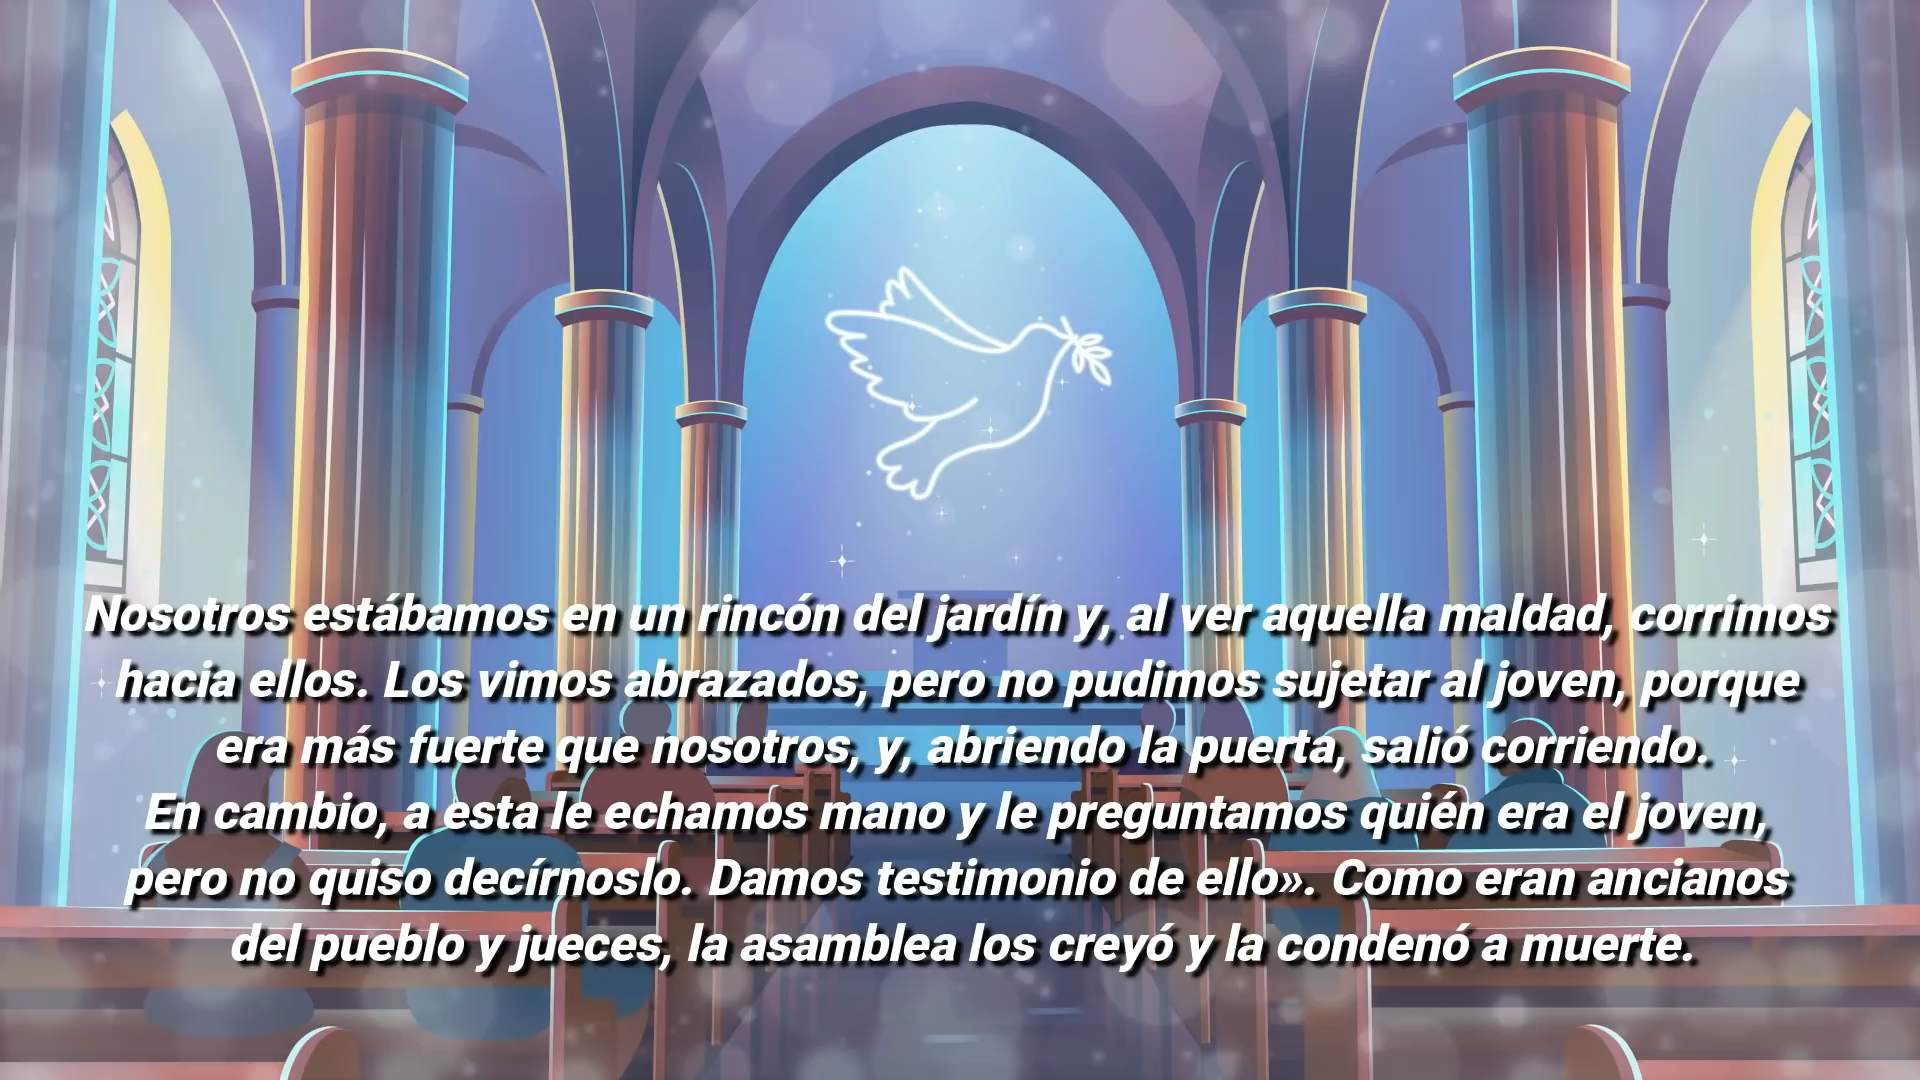 Nosotros estábamos en un rincón del jardín y, al ver aquella maldad, corrimos
hacia ellos. Los vimos abrazados, pero no pudimos sujetar al joven, porque
era más fuerte que nosotros, y, abriendo la puerta, salió corriendo.
En cambio, a esta le echamos mano y le preguntamos quién era el joven,
pero no quiso decírnoslo. Damos testimonio de ello». Como eran ancianos
del pueblo y jueces, la asamblea los creyó y la condenó a muerte.